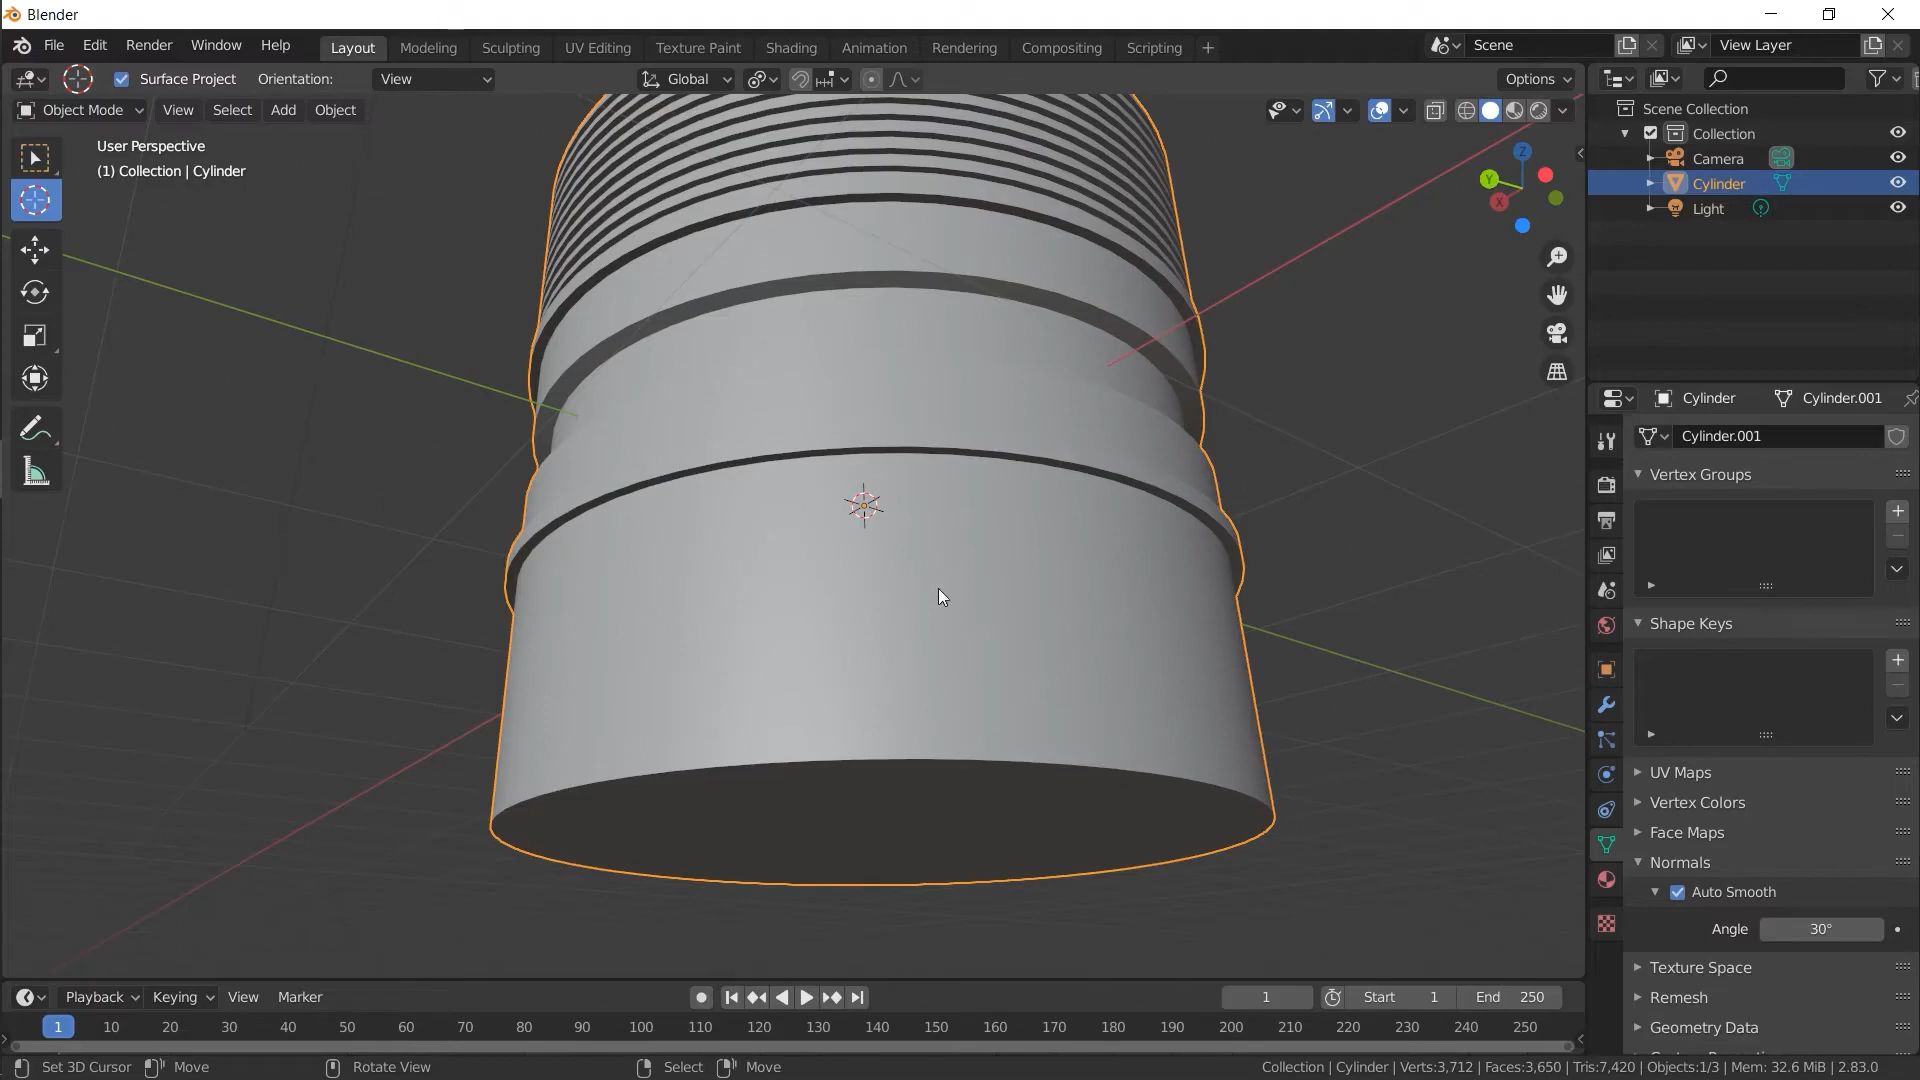 Blender
File Edit Render Window Help Layout Modeling Sculpting UV Editing Texture Paint Shading Animation Rendering Compositing Scripting + Scene View Layer
Surface Project Orientation: View Global Options
Object Mode View Select Add Object
User Perspective
(1) Collection | Cylinder
Z
Y
X
Scene Collection
Collection
Camera
Cylinder
Light
Cylinder Cylinder.001
Cylinder.001
Vertex Groups
Shape Keys
UV Maps
Vertex Colors
Face Maps
Normals
Auto Smooth
Angle 30°
Texture Space
Remesh
Geometry Data
Playback Keying View Marker 1 Start 1 End 250
1 10 20 30 40 50 60 70 80 90 100 110 120 130 140 150 160 170 180 190 200 210 220 230 240 250
Set 3D Cursor Move Rotate View Select Move Collection | Cylinder | Verts:3,712 | Faces:3,650 | Tris:7,420 | Objects:1/3 | Mem: 32.6 MiB | 2.83.0